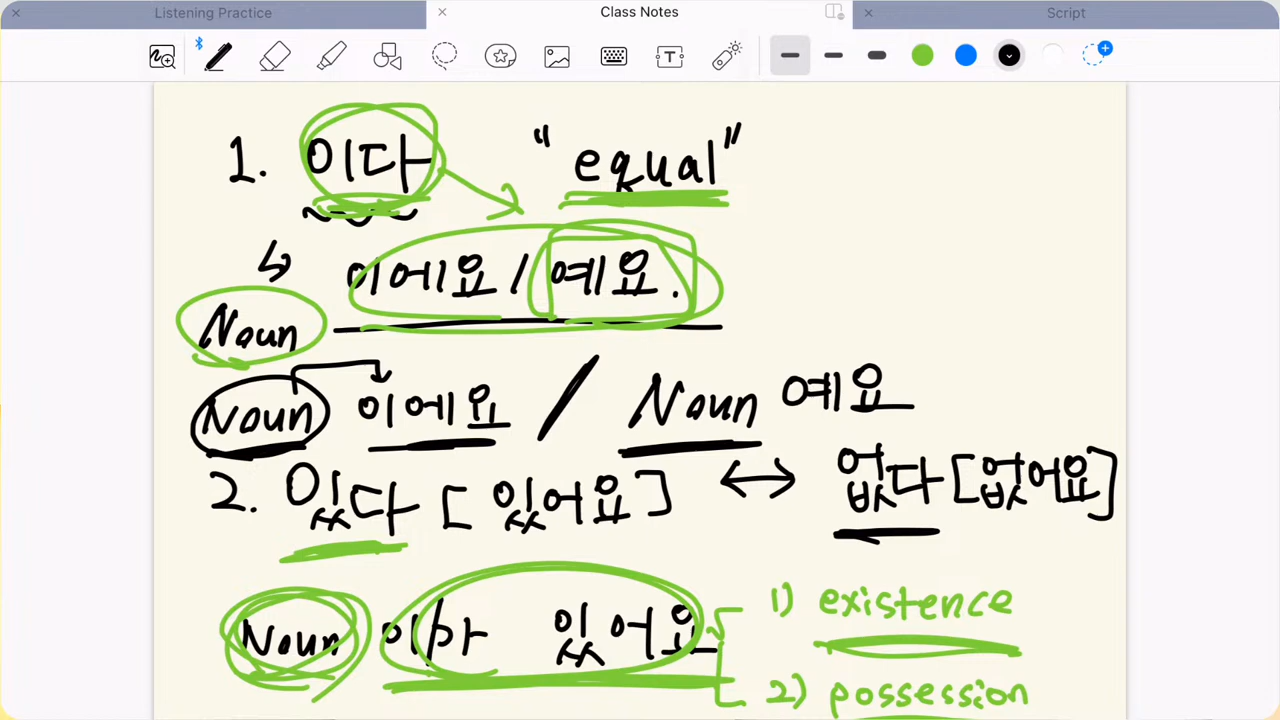 Listening Practice Class Notes Script
1. 이다 "equal"
↳ 이에요 / 예요.
Noun
Noun 이에요 / Noun 예요
2. 있다 [있어요] ↔ 없다 [없어요]
Noun 이/가 있어요
1) existence
2) possession